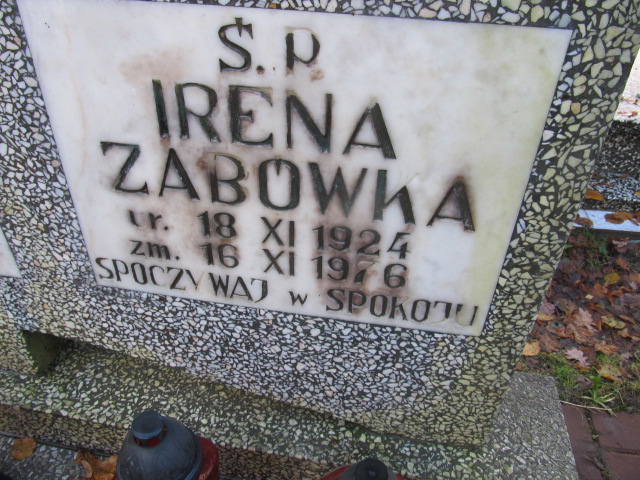 Ś. P.
IRENA
ZABÓWKA
ur. 18 XI 1924
zm. 16 XI 1976
SPOCZYWAJ w SPOKOJU